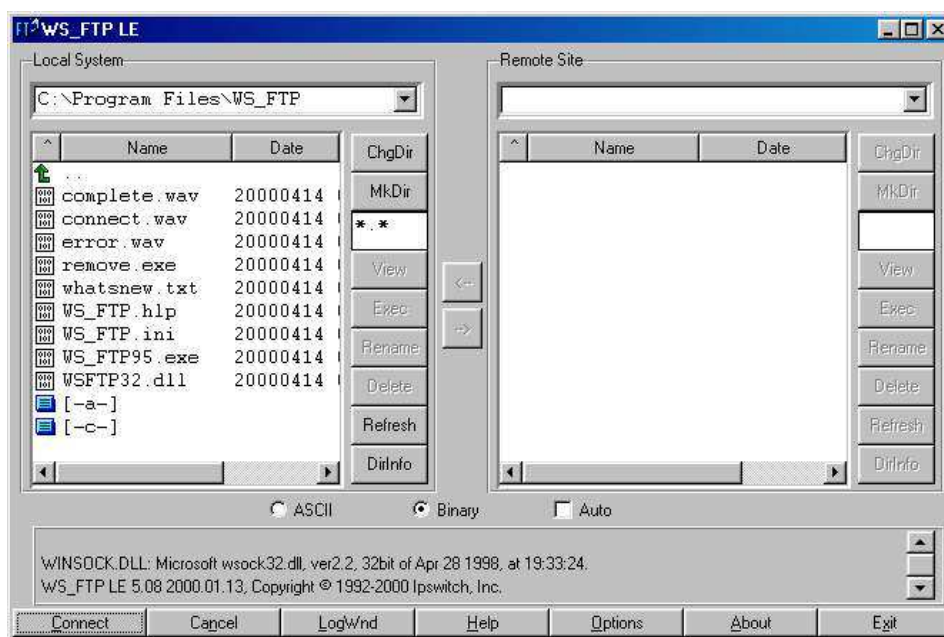 WS_FTP LE
Local System
C:\Program Files\WS_FTP
^ Name Date
..
complete.wav 20000414
connect.wav 20000414
error.wav 20000414
remove.exe 20000414
whatsnew.txt 20000414
WS_FTP.hlp 20000414
WS_FTP.ini 20000414
WS_FTP95.exe 20000414
WSFTP32.dll 20000414
[-a-]
[-c-]
ChgDir
MkDir
*.*
View
Exec
Rename
Delete
Refresh
DirInfo
<--
-->
Remote Site
^ Name Date
ChgDir
MkDir
View
Exec
Rename
Delete
Refresh
DirInfo
ASCII Binary Auto
WINSOCK.DLL: Microsoft wsock32.dll, ver2.2, 32bit of Apr 28 1998, at 19:33:24.
WS_FTP LE 5.08 2000.01.13, Copyright © 1992-2000 Ipswitch, Inc.
Connect Cancel LogWnd Help Options About Exit